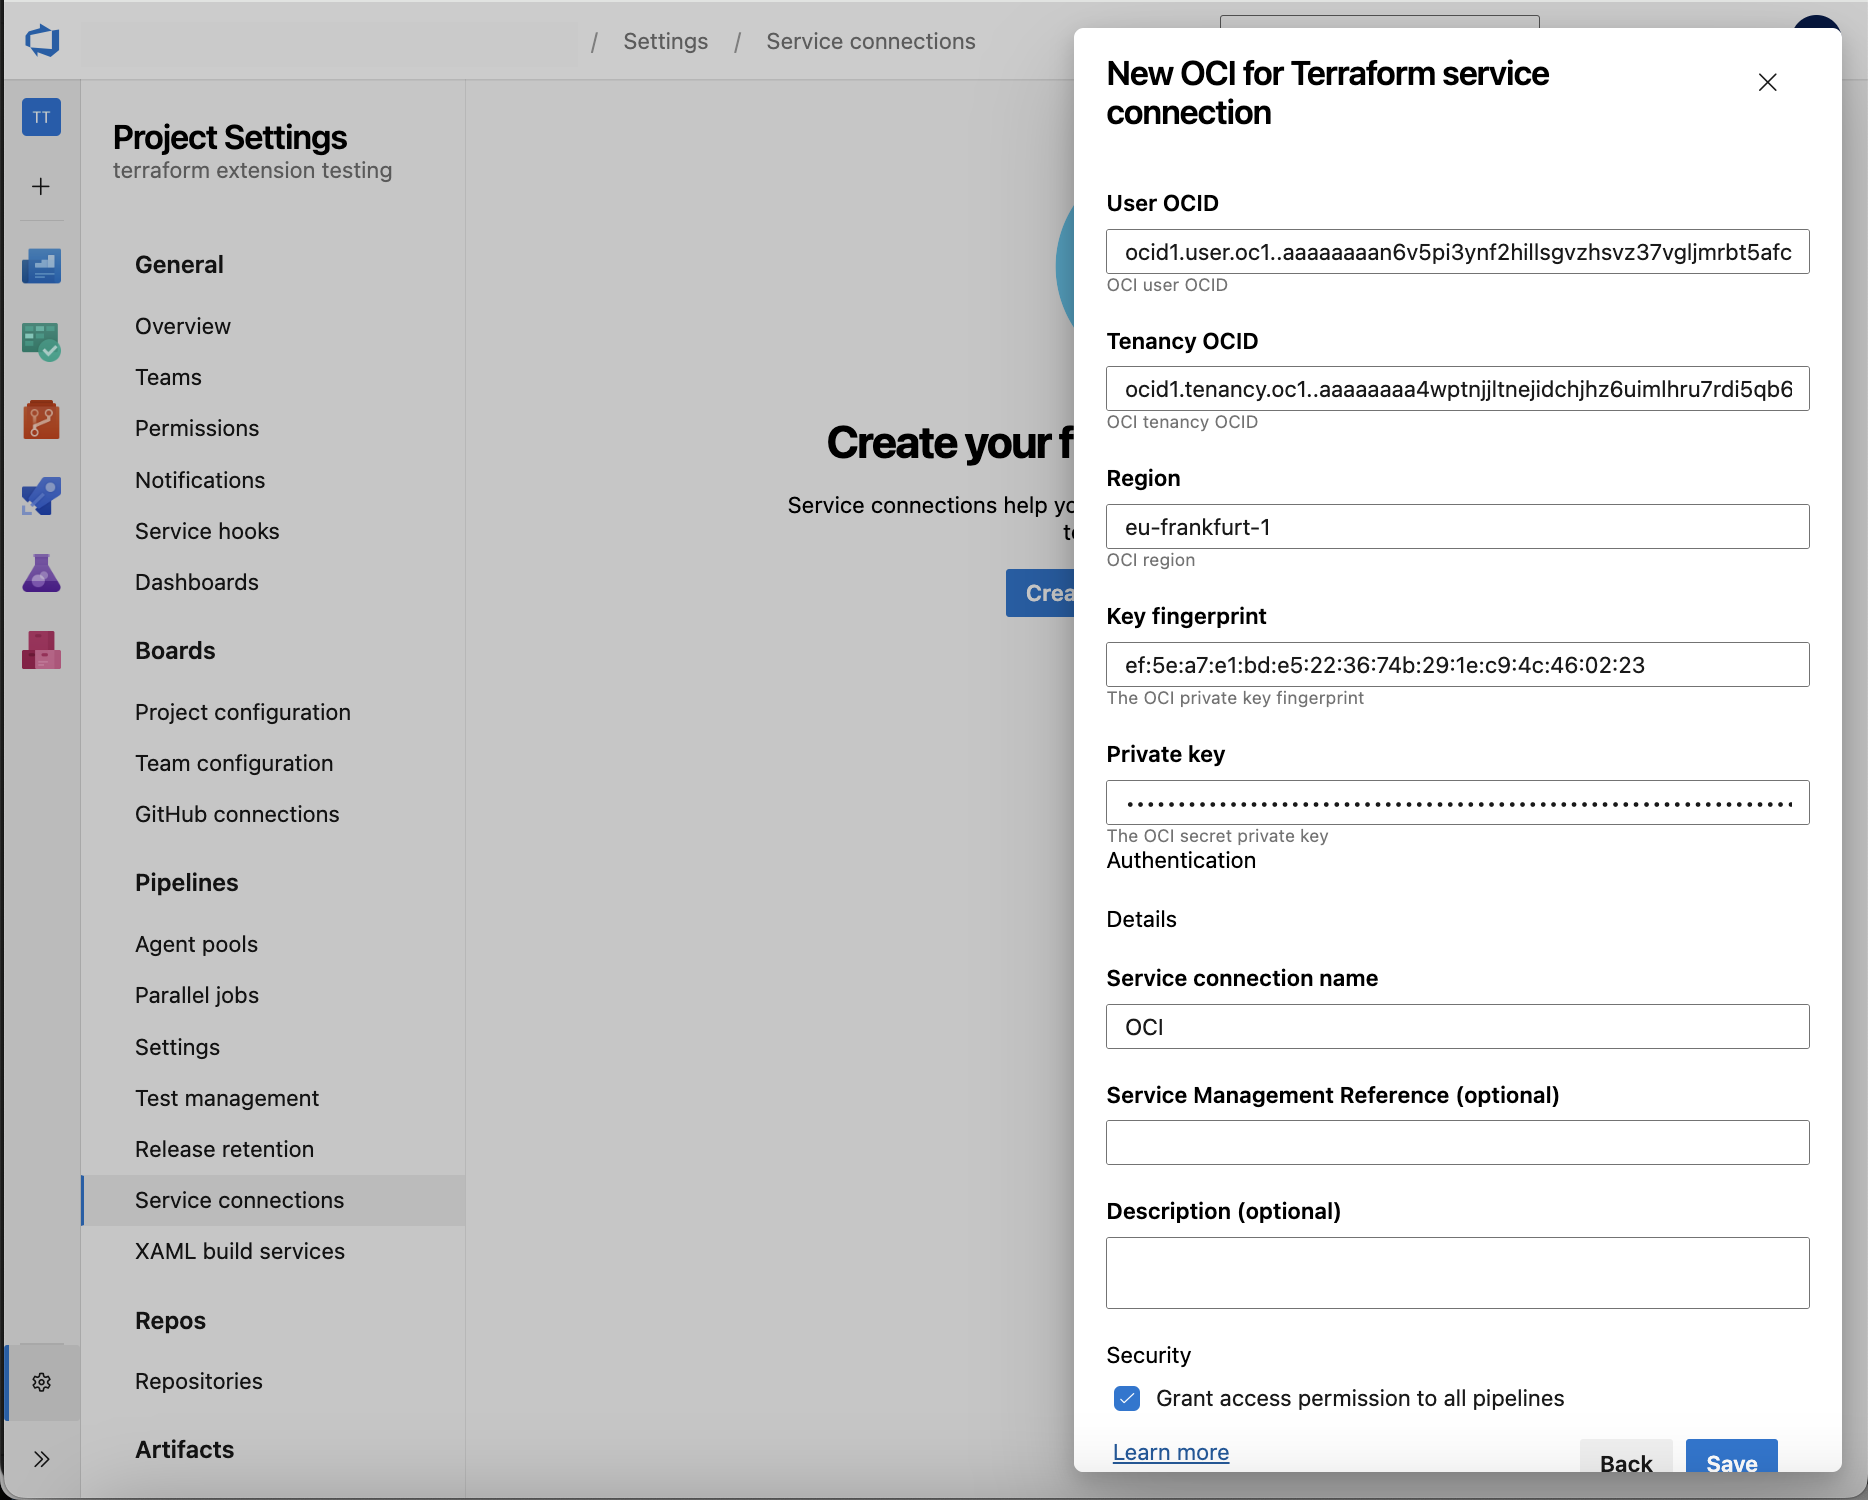 / Settings / Service connections
TT
Project Settings
terraform extension testing
General
Overview
Teams
Permissions
Notifications
Service hooks
Dashboards
Boards
Project configuration
Team configuration
GitHub connections
Pipelines
Agent pools
Parallel jobs
Settings
Test management
Release retention
Service connections
XAML build services
Repos
Repositories
Artifacts
Create your f
Service connections help yo
Crea
New OCI for Terraform service
connection
User OCID
ocid1.user.oc1..aaaaaaaan6v5pi3ynf2hillsgvzhsvz37vgljmrbt5afc
OCI user OCID
Tenancy OCID
ocid1.tenancy.oc1..aaaaaaaa4wptnjjltnejidchjhz6uimlhru7rdi5qb6
OCI tenancy OCID
Region
eu-frankfurt-1
OCI region
Key fingerprint
ef:5e:a7:e1:bd:e5:22:36:74b:29:1e:c9:4c:46:02:23
The OCI private key fingerprint
Private key
The OCI secret private key
Authentication
Details
Service connection name
OCI
Service Management Reference (optional)
Description (optional)
Security
Grant access permission to all pipelines
Learn more
Back
Save